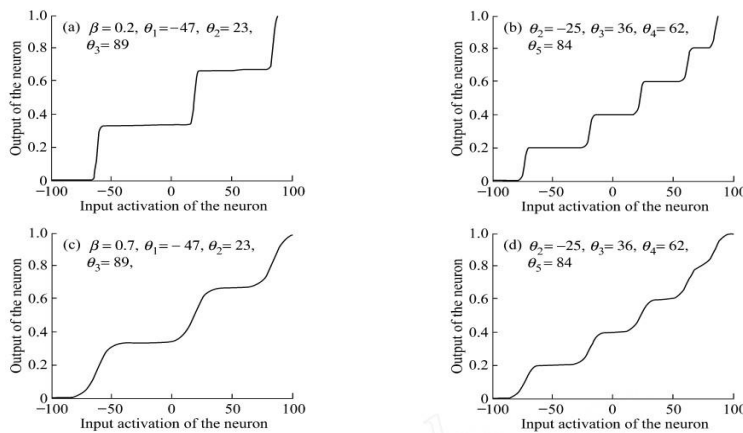 1.0
(a) β = 0.2, θ1=−47, θ2= 23,
θ3= 89
0.8
0.6
0.4
0.2
0
−100
−50
0
50
100
Output of the neuron
Input activation of the neuron
1.0
(b) θ2= −25, θ3= 36, θ4= 62,
θ5= 84
0.8
0.6
0.4
0.2
0
−100
−50
0
50
100
Output of the neuron
Input activation of the neuron
1.0
(c) β = 0.7, θ1= − 47, θ2= 23,
θ3= 89,
0.8
0.6
0.4
0.2
0
−100
−50
0
50
100
Output of the neuron
Input activation of the neuron
1.0
(d) θ2= −25, θ3= 36, θ4= 62,
θ5= 84
0.8
0.6
0.4
0.2
0
−100
−50
0
50
100
Output of the neuron
Input activation of the neuron